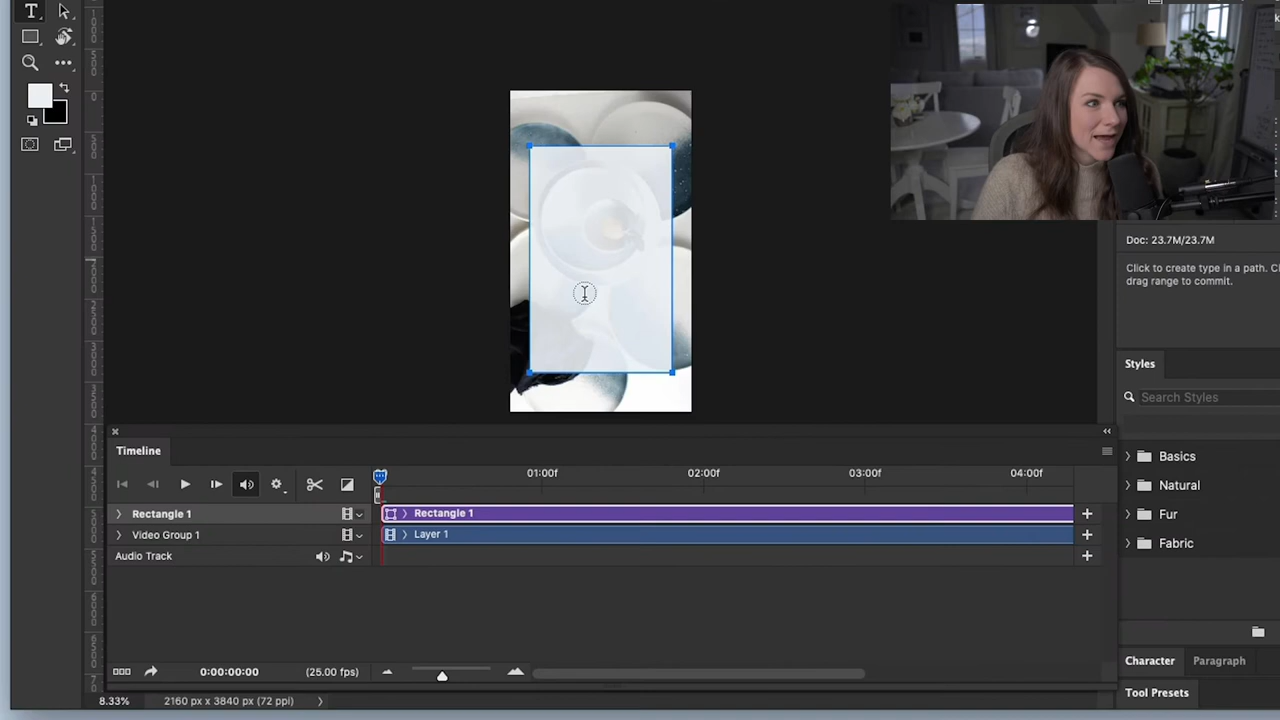 Doc: 23.7M/23.7M
Click to create type in a path. C
drag range to commit.
Styles
Search Styles
Basics
Natural
Fur
Fabric
Timeline
01:00f
02:00f
03:00f
04:00f
Rectangle 1
Rectangle 1
Video Group 1
Layer 1
Audio Track
0:00:00:00
(25.00 fps)
Character
Paragraph
Tool Presets
8.33%
2160 px x 3840 px (72 ppi)